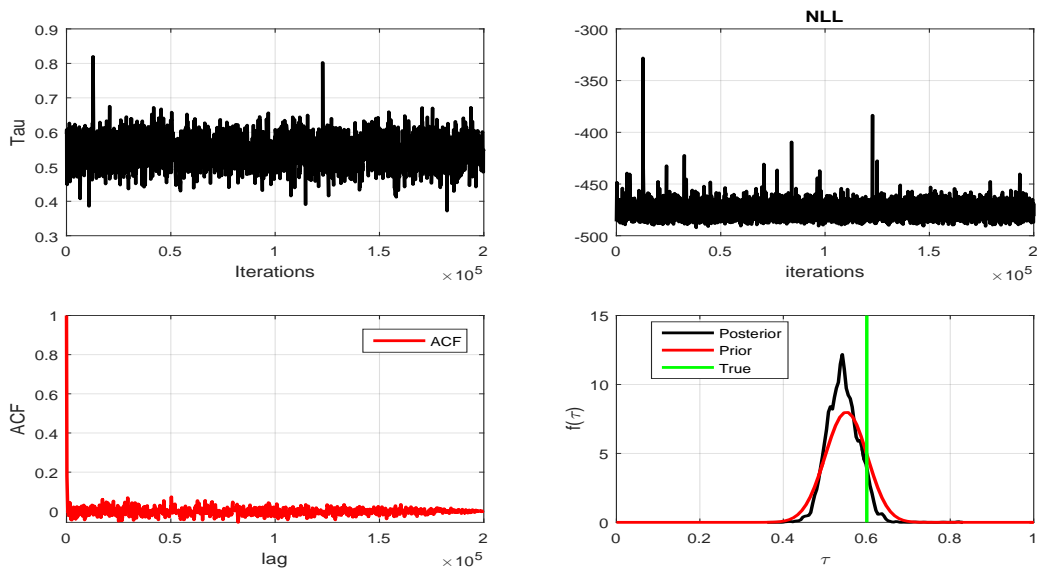 0.9
0.8
0.7
0.6
0.5
0.4
0.3
Tau
0 0.5 1 1.5 2
Iterations
×10^5
NLL
-300
-350
-400
-450
-500
0 0.5 1 1.5 2
iterations
×10^5
1
0.8
0.6
0.4
0.2
0
ACF
ACF
0 0.5 1 1.5 2
lag
×10^5
15
10
5
0
f(τ)
Posterior
Prior
True
0 0.2 0.4 0.6 0.8 1
τ